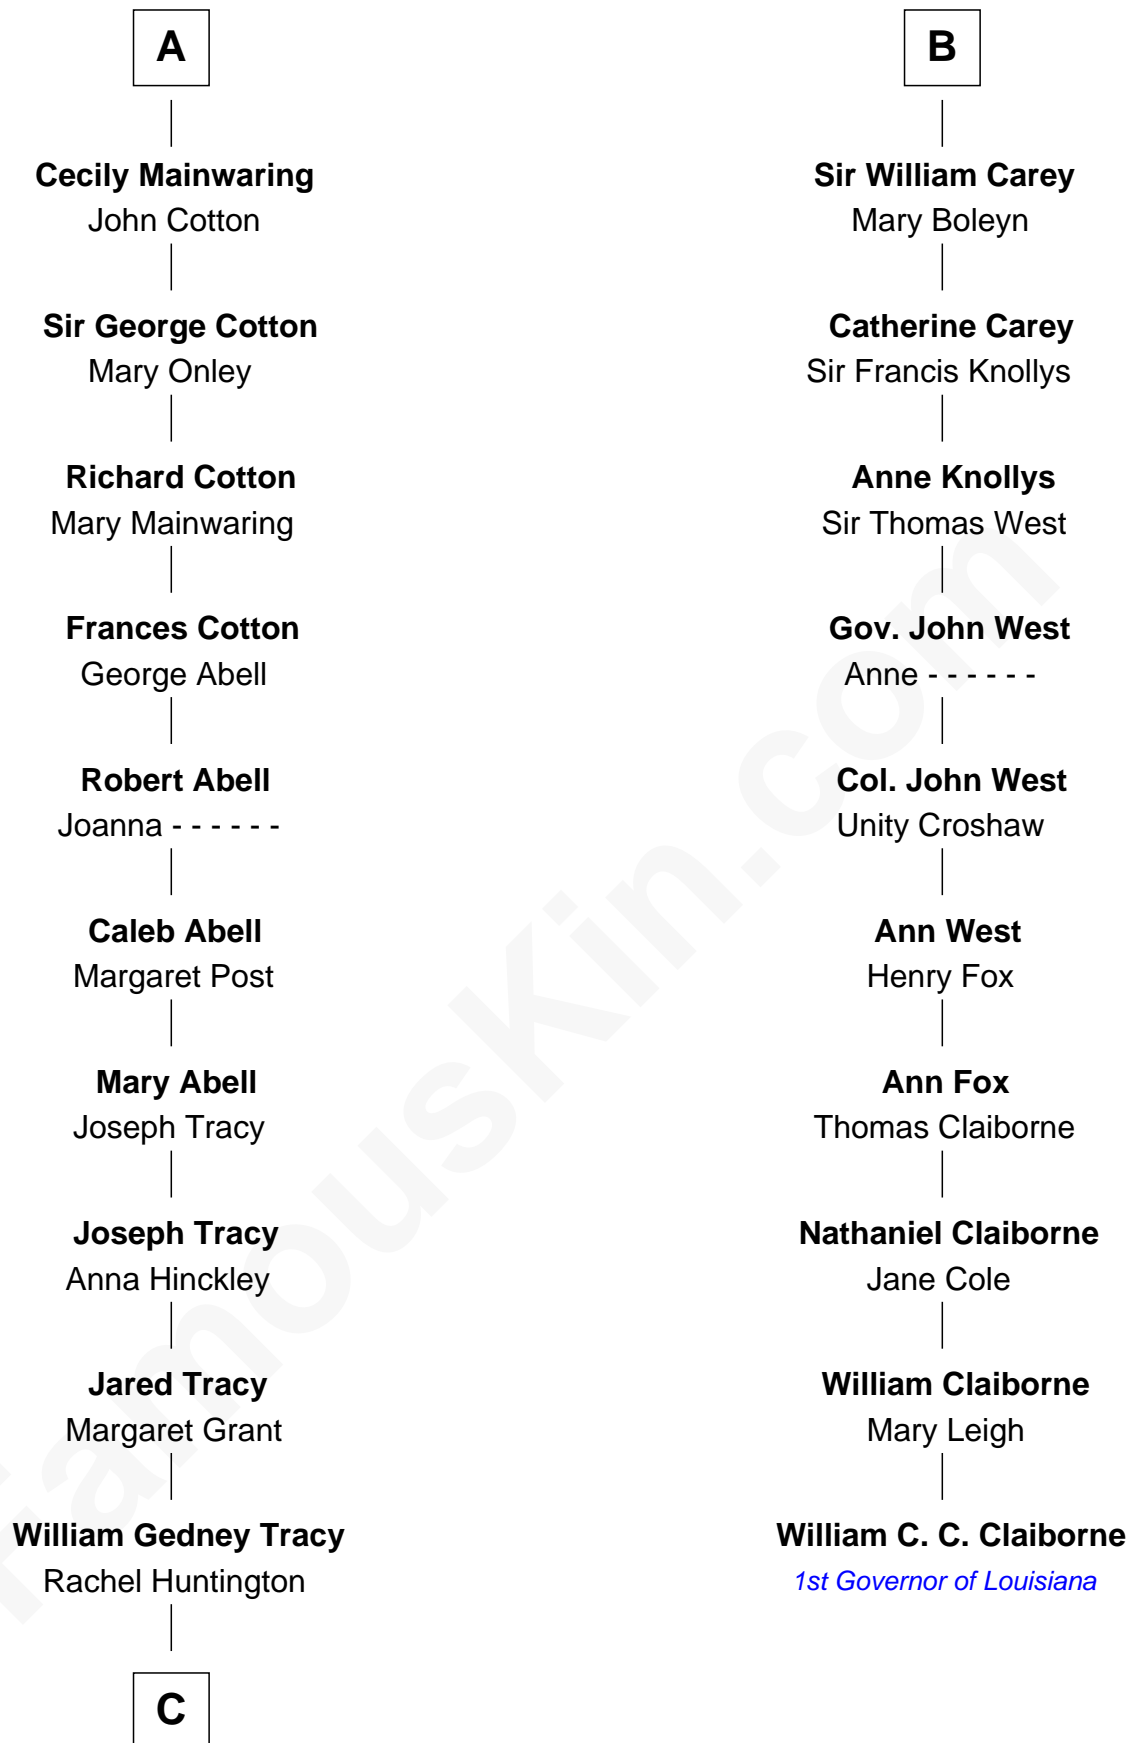 A
Cecily Mainwaring
John Cotton
Sir George Cotton
Mary Onley
Richard Cotton
Mary Mainwaring
Frances Cotton
George Abell
Robert Abell
Joanna - - - - - -
Caleb Abell
Margaret Post
Mary Abell
Joseph Tracy
Joseph Tracy
Anna Hinckley
Jared Tracy
Margaret Grant
William Gedney Tracy
Rachel Huntington
C
B
Sir William Carey
Mary Boleyn
Catherine Carey
Sir Francis Knollys
Anne Knollys
Sir Thomas West
Gov. John West
Anne - - - - - -
Col. John West
Unity Croshaw
Ann West
Henry Fox
Ann Fox
Thomas Claiborne
Nathaniel Claiborne
Jane Cole
William Claiborne
Mary Leigh
William C. C. Claiborne
1st Governor of Louisiana
FamousKin.com